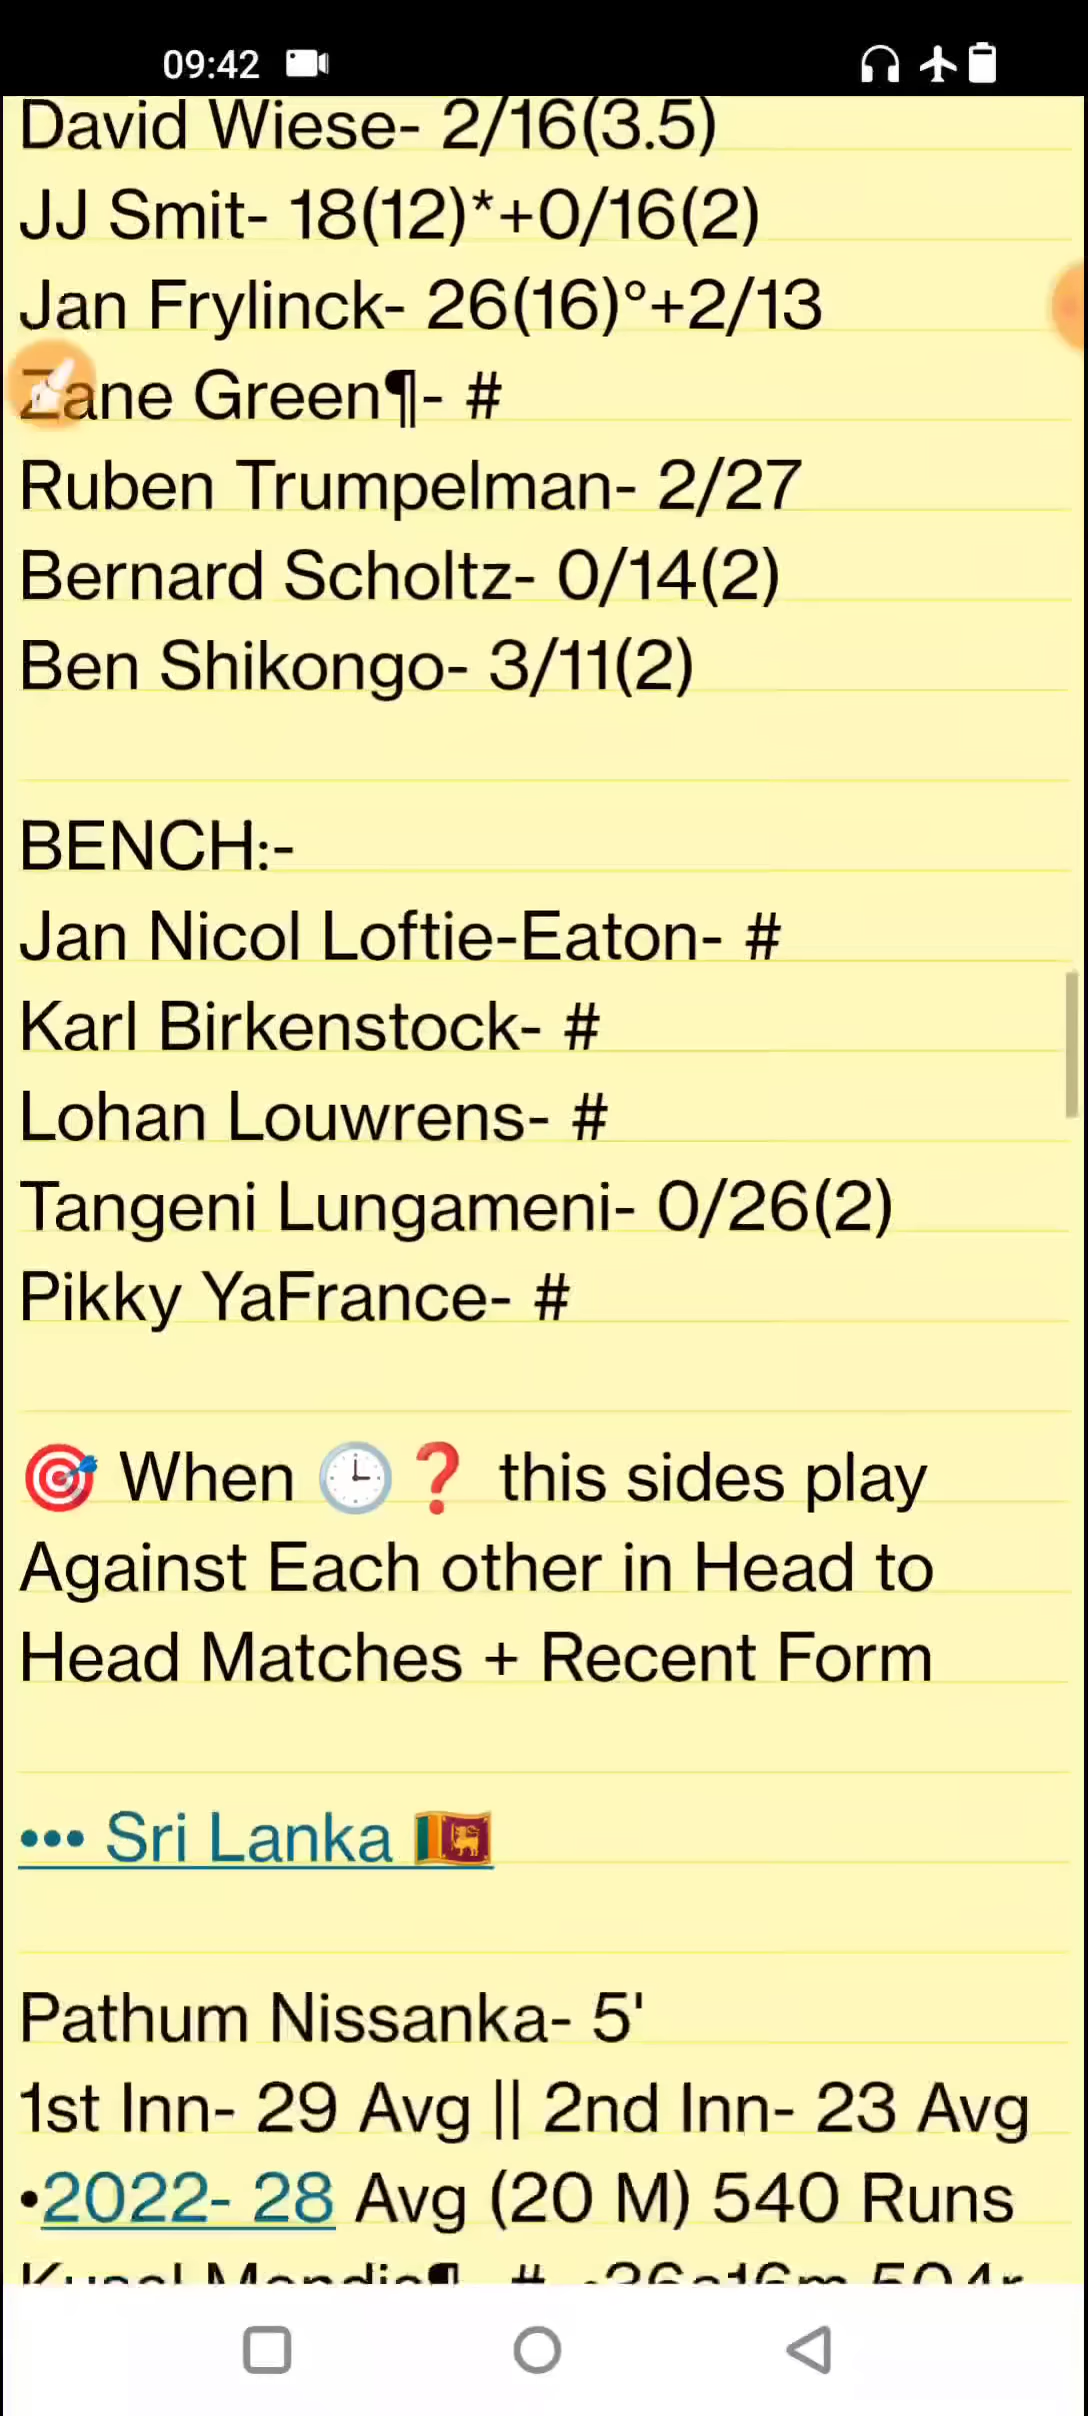 09:42
David Wiese- 2/16(3.5)
JJ Smit- 18(12)*+0/16(2)
Jan Frylinck- 26(16)°+2/13
Zane Green¶- #
Ruben Trumpelman- 2/27
Bernard Scholtz- 0/14(2)
Ben Shikongo- 3/11(2)
BENCH:-
Jan Nicol Loftie-Eaton- #
Karl Birkenstock- #
Lohan Louwrens- #
Tangeni Lungameni- 0/26(2)
Pikky YaFrance- #
🎯 When 🕒❓ this sides play
Against Each other in Head to
Head Matches + Recent Form
••• Sri Lanka 🇱🇰
Pathum Nissanka- 5'
1st Inn- 29 Avg || 2nd Inn- 23 Avg
•2022- 28 Avg (20 M) 540 Runs
Kusal Mendis¶- #